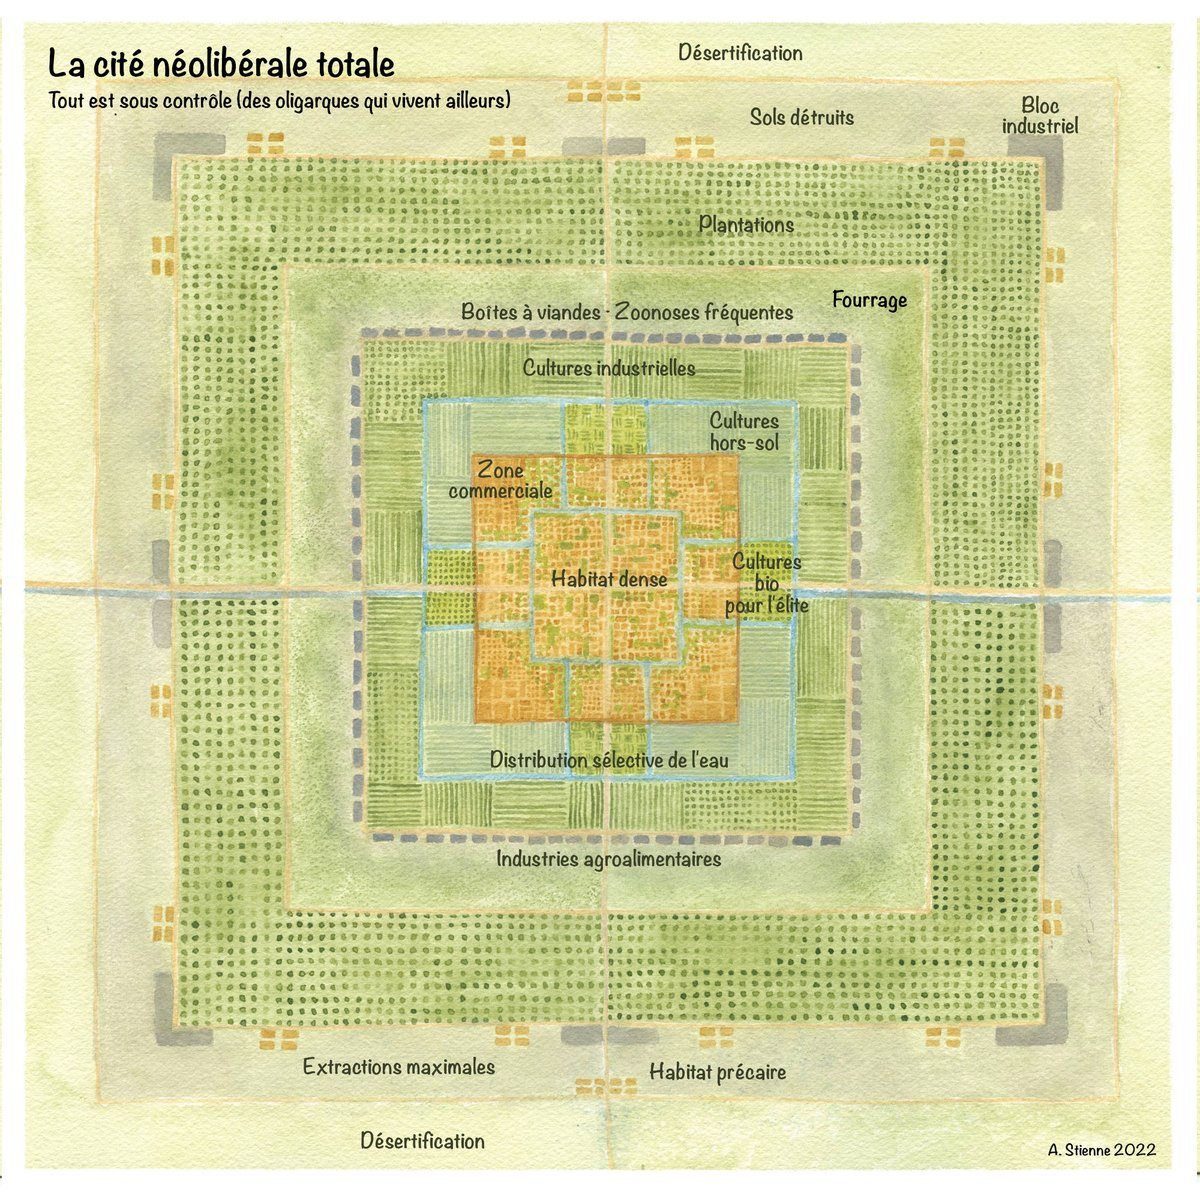 La cité néolibérale totale
Tout est sous contrôle (des oligarques qui vivent ailleurs)
Désertification
Sols détruits
Bloc
industriel
Plantations
Fourrage
Boîtes à viandes - Zoonoses fréquentes
Cultures industrielles
Cultures
hors-sol
Zone
commerciale
Habitat dense
Cultures
bio
pour l'élite
Distribution sélective de l'eau
Industries agroalimentaires
Extractions maximales
Habitat précaire
Désertification
A. Stienne 2022